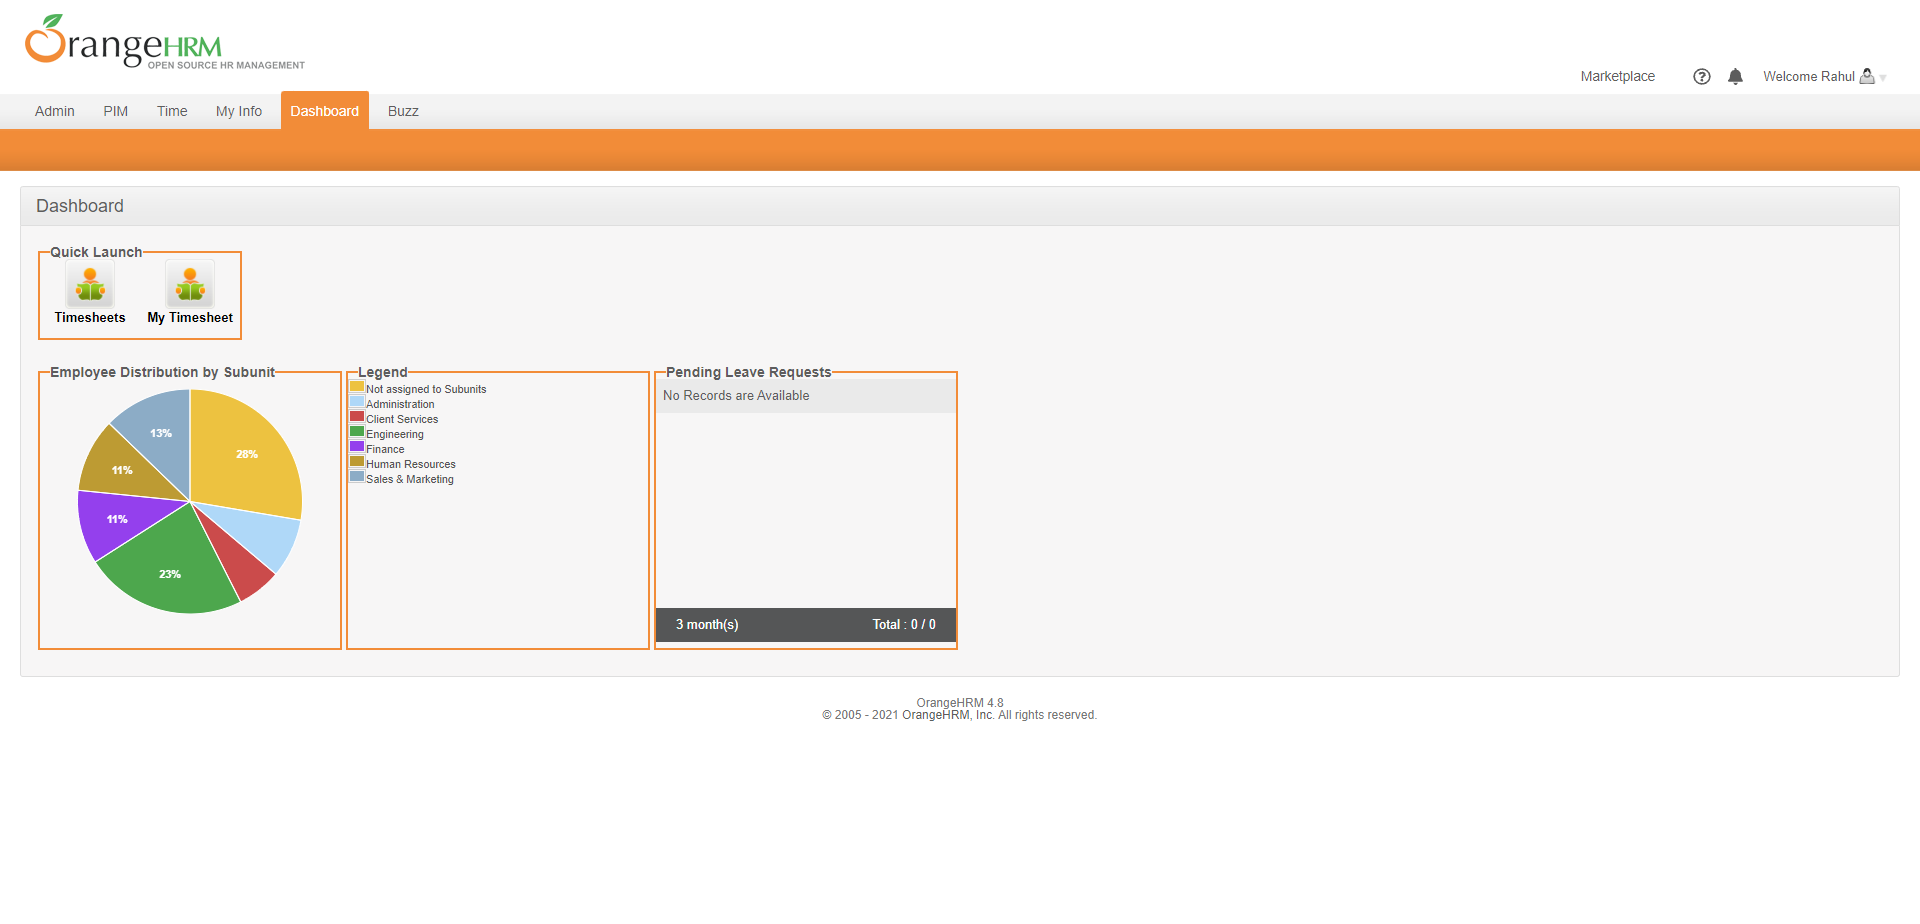 OrangeHRM
OPEN SOURCE HR MANAGEMENT
Marketplace
Welcome Rahul
Admin PIM Time My Info Dashboard Buzz
Dashboard
Quick Launch
Timesheets My Timesheet
Employee Distribution by Subunit
28%
23%
11%
11%
13%
Legend
Not assigned to Subunits
Administration
Client Services
Engineering
Finance
Human Resources
Sales & Marketing
Pending Leave Requests
No Records are Available
3 month(s) Total : 0 / 0
OrangeHRM 4.8
© 2005 - 2021 OrangeHRM, Inc. All rights reserved.